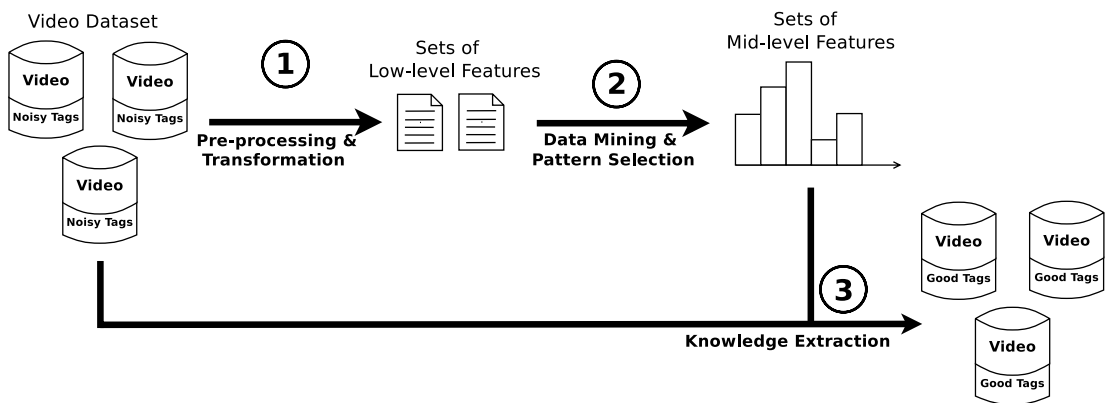 Video Dataset
Video
Noisy Tags
Video
Noisy Tags
Video
Noisy Tags
1
Pre-processing &
Transformation
Sets of
Low-level Features
2
Data Mining &
Pattern Selection
Sets of
Mid-level Features
3
Knowledge Extraction
Video
Good Tags
Video
Good Tags
Video
Good Tags